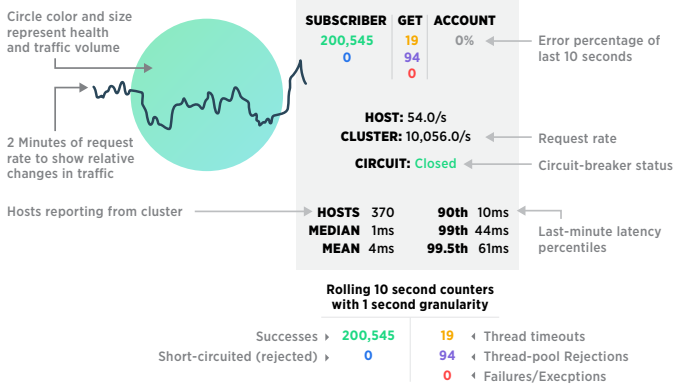 Circle color and size
represent health
and traffic volume
2 Minutes of request
rate to show relative
changes in traffic
Hosts reporting from cluster
SUBSCRIBER GET ACCOUNT
200,545 19 0%
0 94
0
HOST: 54.0/s
CLUSTER: 10,056.0/s
CIRCUIT: Closed
HOSTS 370 90th 10ms
MEDIAN 1ms 99th 44ms
MEAN 4ms 99.5th 61ms
Error percentage of
last 10 seconds
Request rate
Circuit-breaker status
Last-minute latency
percentiles
Rolling 10 second counters
with 1 second granularity
Successes 200,545 19 Thread timeouts
Short-circuited (rejected) 0 94 Thread-pool Rejections
0 Failures/Execptions